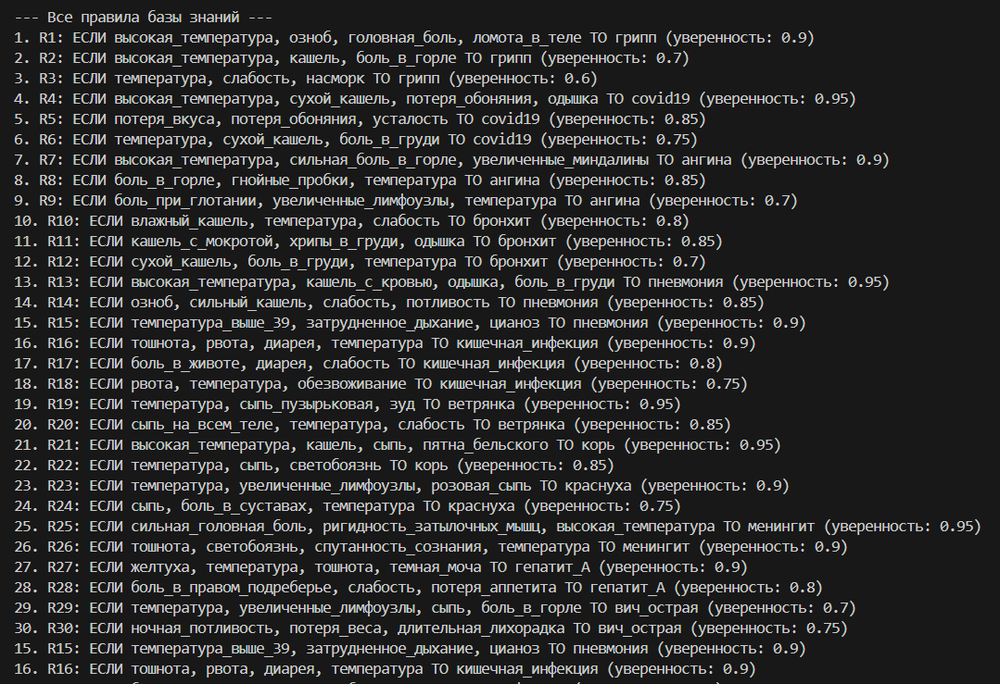 --- Все правила базы знаний ---
1. R1: ЕСЛИ высокая_температура, озноб, головная_боль, ломота_в_теле ТО грипп (уверенность: 0.9)
2. R2: ЕСЛИ высокая_температура, кашель, боль_в_горле ТО грипп (уверенность: 0.7)
3. R3: ЕСЛИ температура, слабость, насморк ТО грипп (уверенность: 0.6)
4. R4: ЕСЛИ высокая_температура, сухой_кашель, потеря_обоняния, одышка ТО covid19 (уверенность: 0.95)
5. R5: ЕСЛИ потеря_вкуса, потеря_обоняния, усталость ТО covid19 (уверенность: 0.85)
6. R6: ЕСЛИ температура, сухой_кашель, боль_в_груди ТО covid19 (уверенность: 0.75)
7. R7: ЕСЛИ высокая_температура, сильная_боль_в_горле, увеличенные_миндалины ТО ангина (уверенность: 0.9)
8. R8: ЕСЛИ боль_в_горле, гнойные_пробки, температура ТО ангина (уверенность: 0.85)
9. R9: ЕСЛИ боль_при_глотании, увеличенные_лимфоузлы, температура ТО ангина (уверенность: 0.7)
10. R10: ЕСЛИ влажный_кашель, температура, слабость ТО бронхит (уверенность: 0.8)
11. R11: ЕСЛИ кашель_с_мокротой, хрипы_в_груди, одышка ТО бронхит (уверенность: 0.85)
12. R12: ЕСЛИ сухой_кашель, боль_в_груди, температура ТО бронхит (уверенность: 0.7)
13. R13: ЕСЛИ высокая_температура, кашель_с_кровью, одышка, боль_в_груди ТО пневмония (уверенность: 0.95)
14. R14: ЕСЛИ озноб, сильный_кашель, слабость, потливость ТО пневмония (уверенность: 0.85)
15. R15: ЕСЛИ температура_выше_39, затрудненное_дыхание, цианоз ТО пневмония (уверенность: 0.9)
16. R16: ЕСЛИ тошнота, рвота, диарея, температура ТО кишечная_инфекция (уверенность: 0.9)
17. R17: ЕСЛИ боль_в_животе, диарея, слабость ТО кишечная_инфекция (уверенность: 0.8)
18. R18: ЕСЛИ рвота, температура, обезвоживание ТО кишечная_инфекция (уверенность: 0.75)
19. R19: ЕСЛИ температура, сыпь_пузырьковая, зуд ТО ветрянка (уверенность: 0.95)
20. R20: ЕСЛИ сыпь_на_всем_теле, температура, слабость ТО ветрянка (уверенность: 0.85)
21. R21: ЕСЛИ высокая_температура, кашель, сыпь, пятна_бельского ТО корь (уверенность: 0.95)
22. R22: ЕСЛИ температура, сыпь, светобоязнь ТО корь (уверенность: 0.85)
23. R23: ЕСЛИ температура, увеличенные_лимфоузлы, розовая_сыпь ТО краснуха (уверенность: 0.9)
24. R24: ЕСЛИ сыпь, боль_в_суставах, температура ТО краснуха (уверенность: 0.75)
25. R25: ЕСЛИ сильная_головная_боль, ригидность_затылочных_мышц, высокая_температура ТО менингит (уверенность: 0.95)
26. R26: ЕСЛИ тошнота, светобоязнь, спутанность_сознания, температура ТО менингит (уверенность: 0.9)
27. R27: ЕСЛИ желтуха, температура, тошнота, темная_моча ТО гепатит_А (уверенность: 0.9)
28. R28: ЕСЛИ боль_в_правом_подреберье, слабость, потеря_аппетита ТО гепатит_А (уверенность: 0.8)
29. R29: ЕСЛИ температура, увеличенные_лимфоузлы, сыпь, боль_в_горле ТО вич_острая (уверенность: 0.7)
30. R30: ЕСЛИ ночная_потливость, потеря_веса, длительная_лихорадка ТО вич_острая (уверенность: 0.75)
15. R15: ЕСЛИ температура_выше_39, затрудненное_дыхание, цианоз ТО пневмония (уверенность: 0.9)
16. R16: ЕСЛИ тошнота, рвота, диарея, температура ТО кишечная_инфекция (уверенность: 0.9)